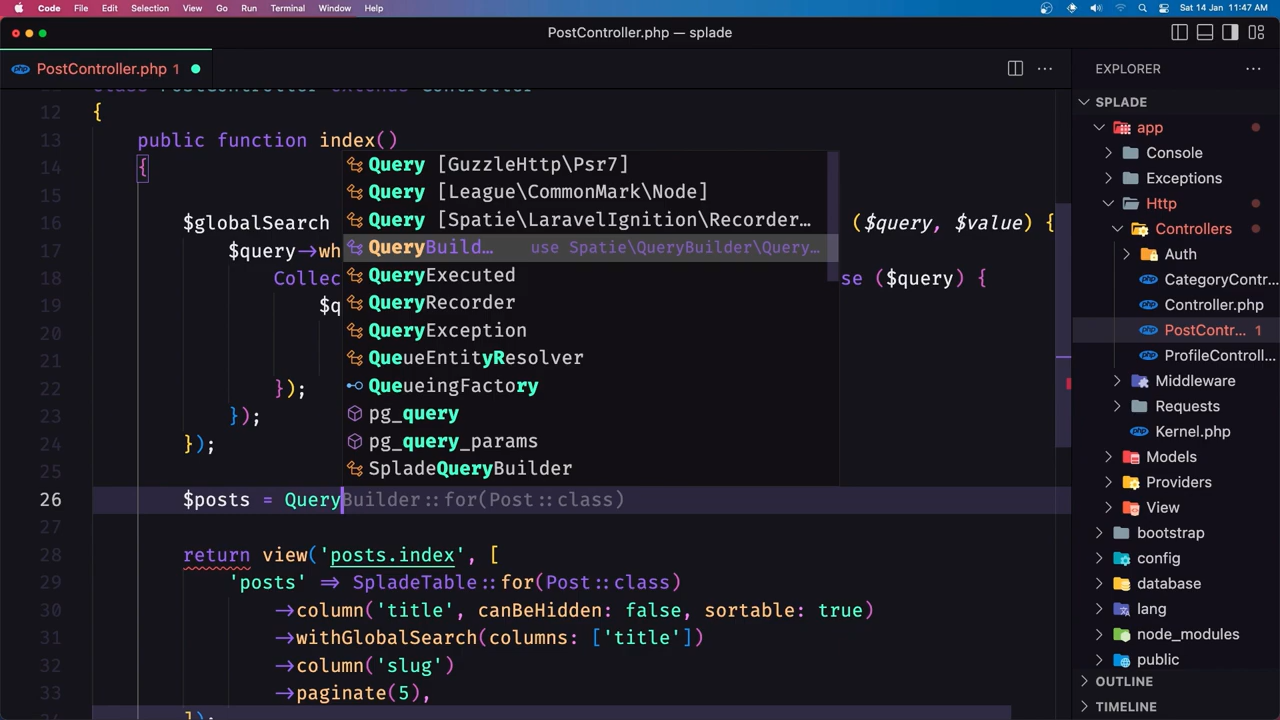 Code File Edit Selection View Go Run Terminal Window Help Sat 14 Jan 11:47 AM
PostController.php — splade
PostController.php 1
EXPLORER
SPLADE
app
Console
Exceptions
Http
Controllers
Auth
CategoryContr...
Controller.php
PostContr... 1
ProfileControll...
Middleware
Requests
Kernel.php
Models
Providers
View
bootstrap
config
database
lang
node_modules
public
OUTLINE
TIMELINE
12 {
13 public function index()
14 {
15
16 $globalSearch ($query, $value) {
17 $query->wh
18 Collec se ($query) {
19 $q
20
21
22 });
23 });
24 });
25
26 $posts = QueryBuilder::for(Post::class)
27
28 return view('posts.index', [
29 'posts' => SpladeTable::for(Post::class)
30 ->column('title', canBeHidden: false, sortable: true)
31 ->withGlobalSearch(columns: ['title'])
32 ->column('slug')
33 ->paginate(5),
Query [GuzzleHttp\Psr7]
Query [League\CommonMark\Node]
Query [Spatie\LaravelIgnition\Recorder...
QueryBuild... use Spatie\QueryBuilder\Query...
QueryExecuted
QueryRecorder
QueryException
QueueEntityResolver
QueueingFactory
pg_query
pg_query_params
SpladeQueryBuilder